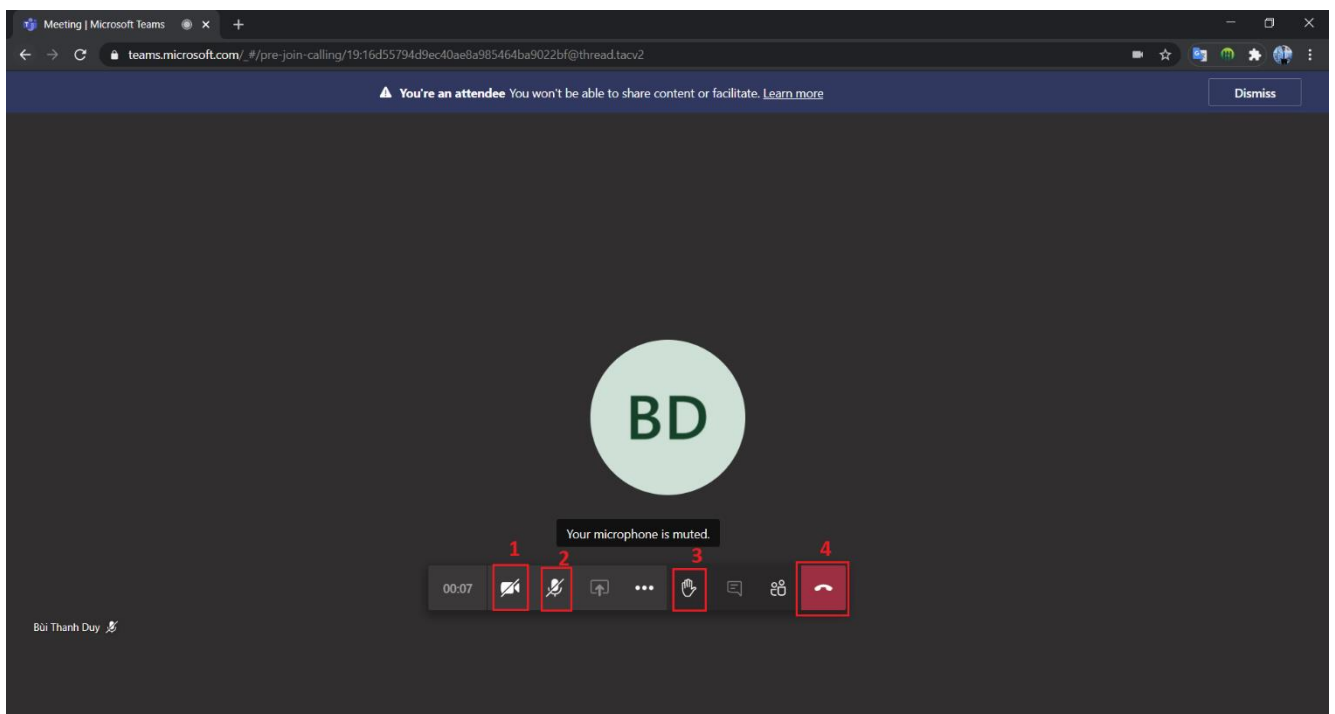 Meeting | Microsoft Teams
teams.microsoft.com/_#/pre-join-calling/19:16d55794d9ec40ae8a985464ba9022bf@thread.tacv2
You're an attendee You won't be able to share content or facilitate. Learn more
Dismiss
BD
Your microphone is muted.
1
2
3
4
00:07
Bùi Thanh Duy